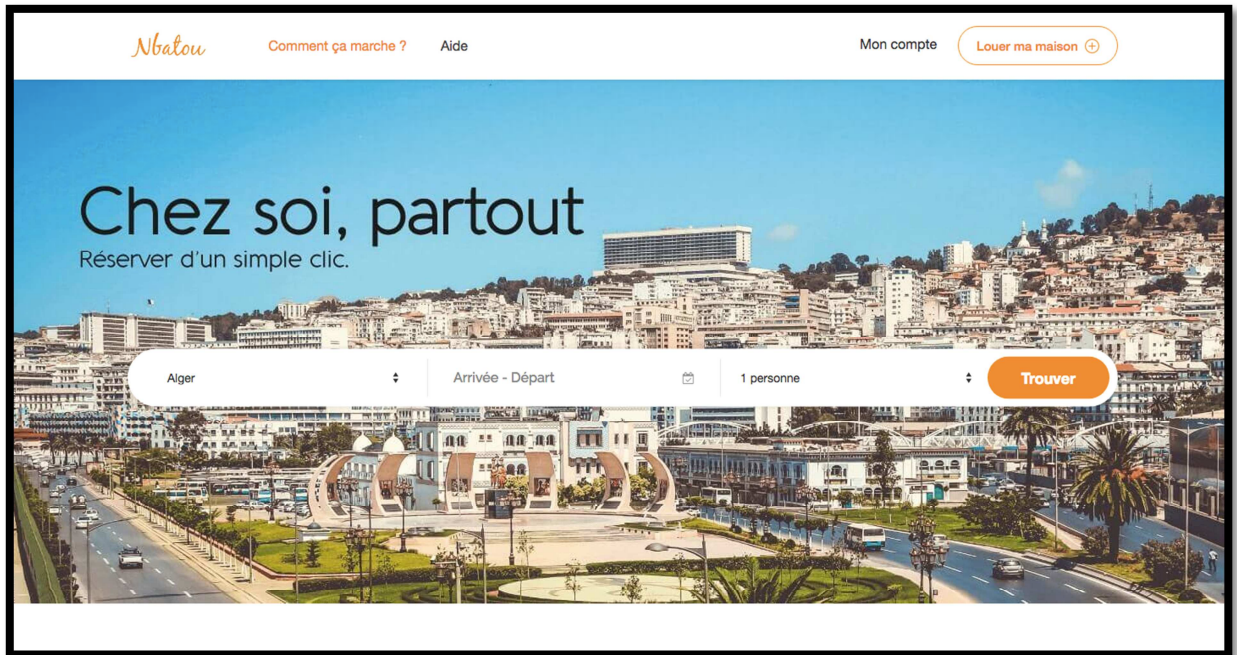 Nbatou
Comment ça marche ?
Aide
Mon compte
Louer ma maison
Chez soi, partout
Réserver d'un simple clic.
Alger
Arrivée - Départ
1 personne
Trouver